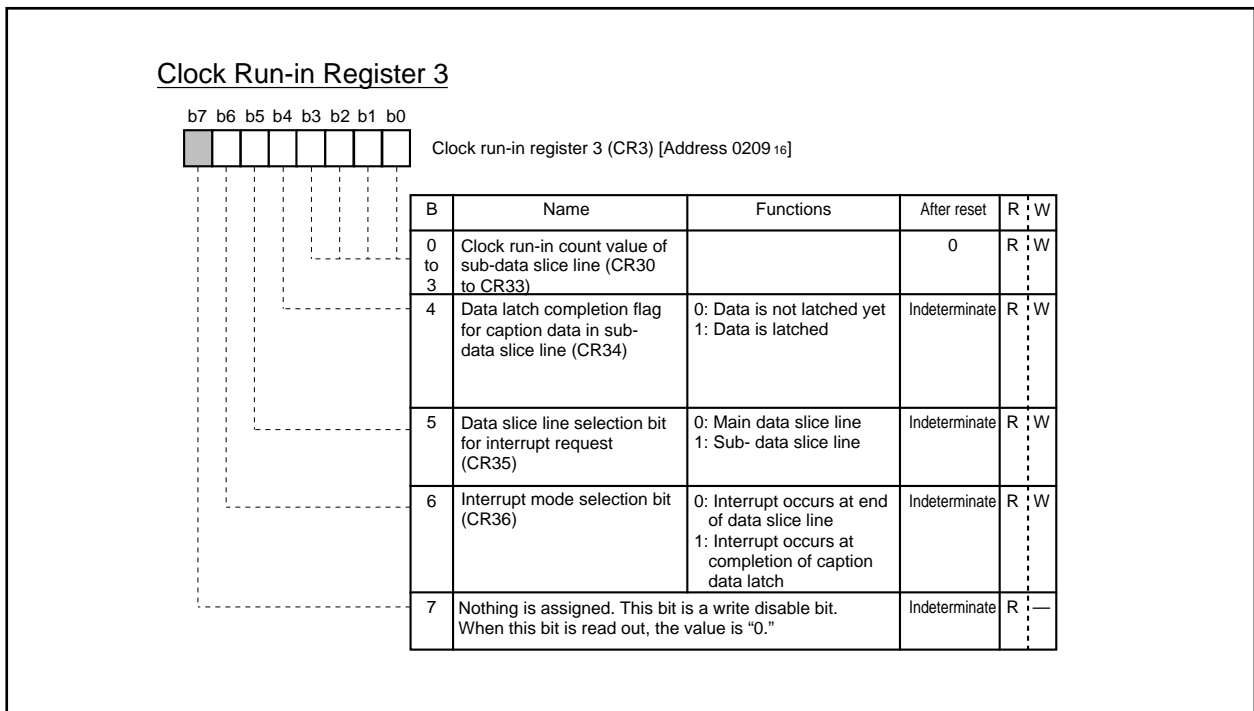 Clock Run-in Register 3
b7 b6 b5 b4 b3 b2 b1 b0
Clock run-in register 3 (CR3) [Address 0209 16]
B Name Functions After reset R W
0 to 3
Clock run-in count value of
sub-data slice line (CR30
to CR33)
0 R W
4
Data latch completion flag
for caption data in sub-
data slice line (CR34)
0: Data is not latched yet
1: Data is latched
Indeterminate R W
5
Data slice line selection bit
for interrupt request
(CR35)
0: Main data slice line
1: Sub- data slice line
Indeterminate R W
6
Interrupt mode selection bit
(CR36)
0: Interrupt occurs at end
of data slice line
1: Interrupt occurs at
completion of caption
data latch
Indeterminate R W
7
Nothing is assigned. This bit is a write disable bit.
When this bit is read out, the value is “0.”
Indeterminate R —